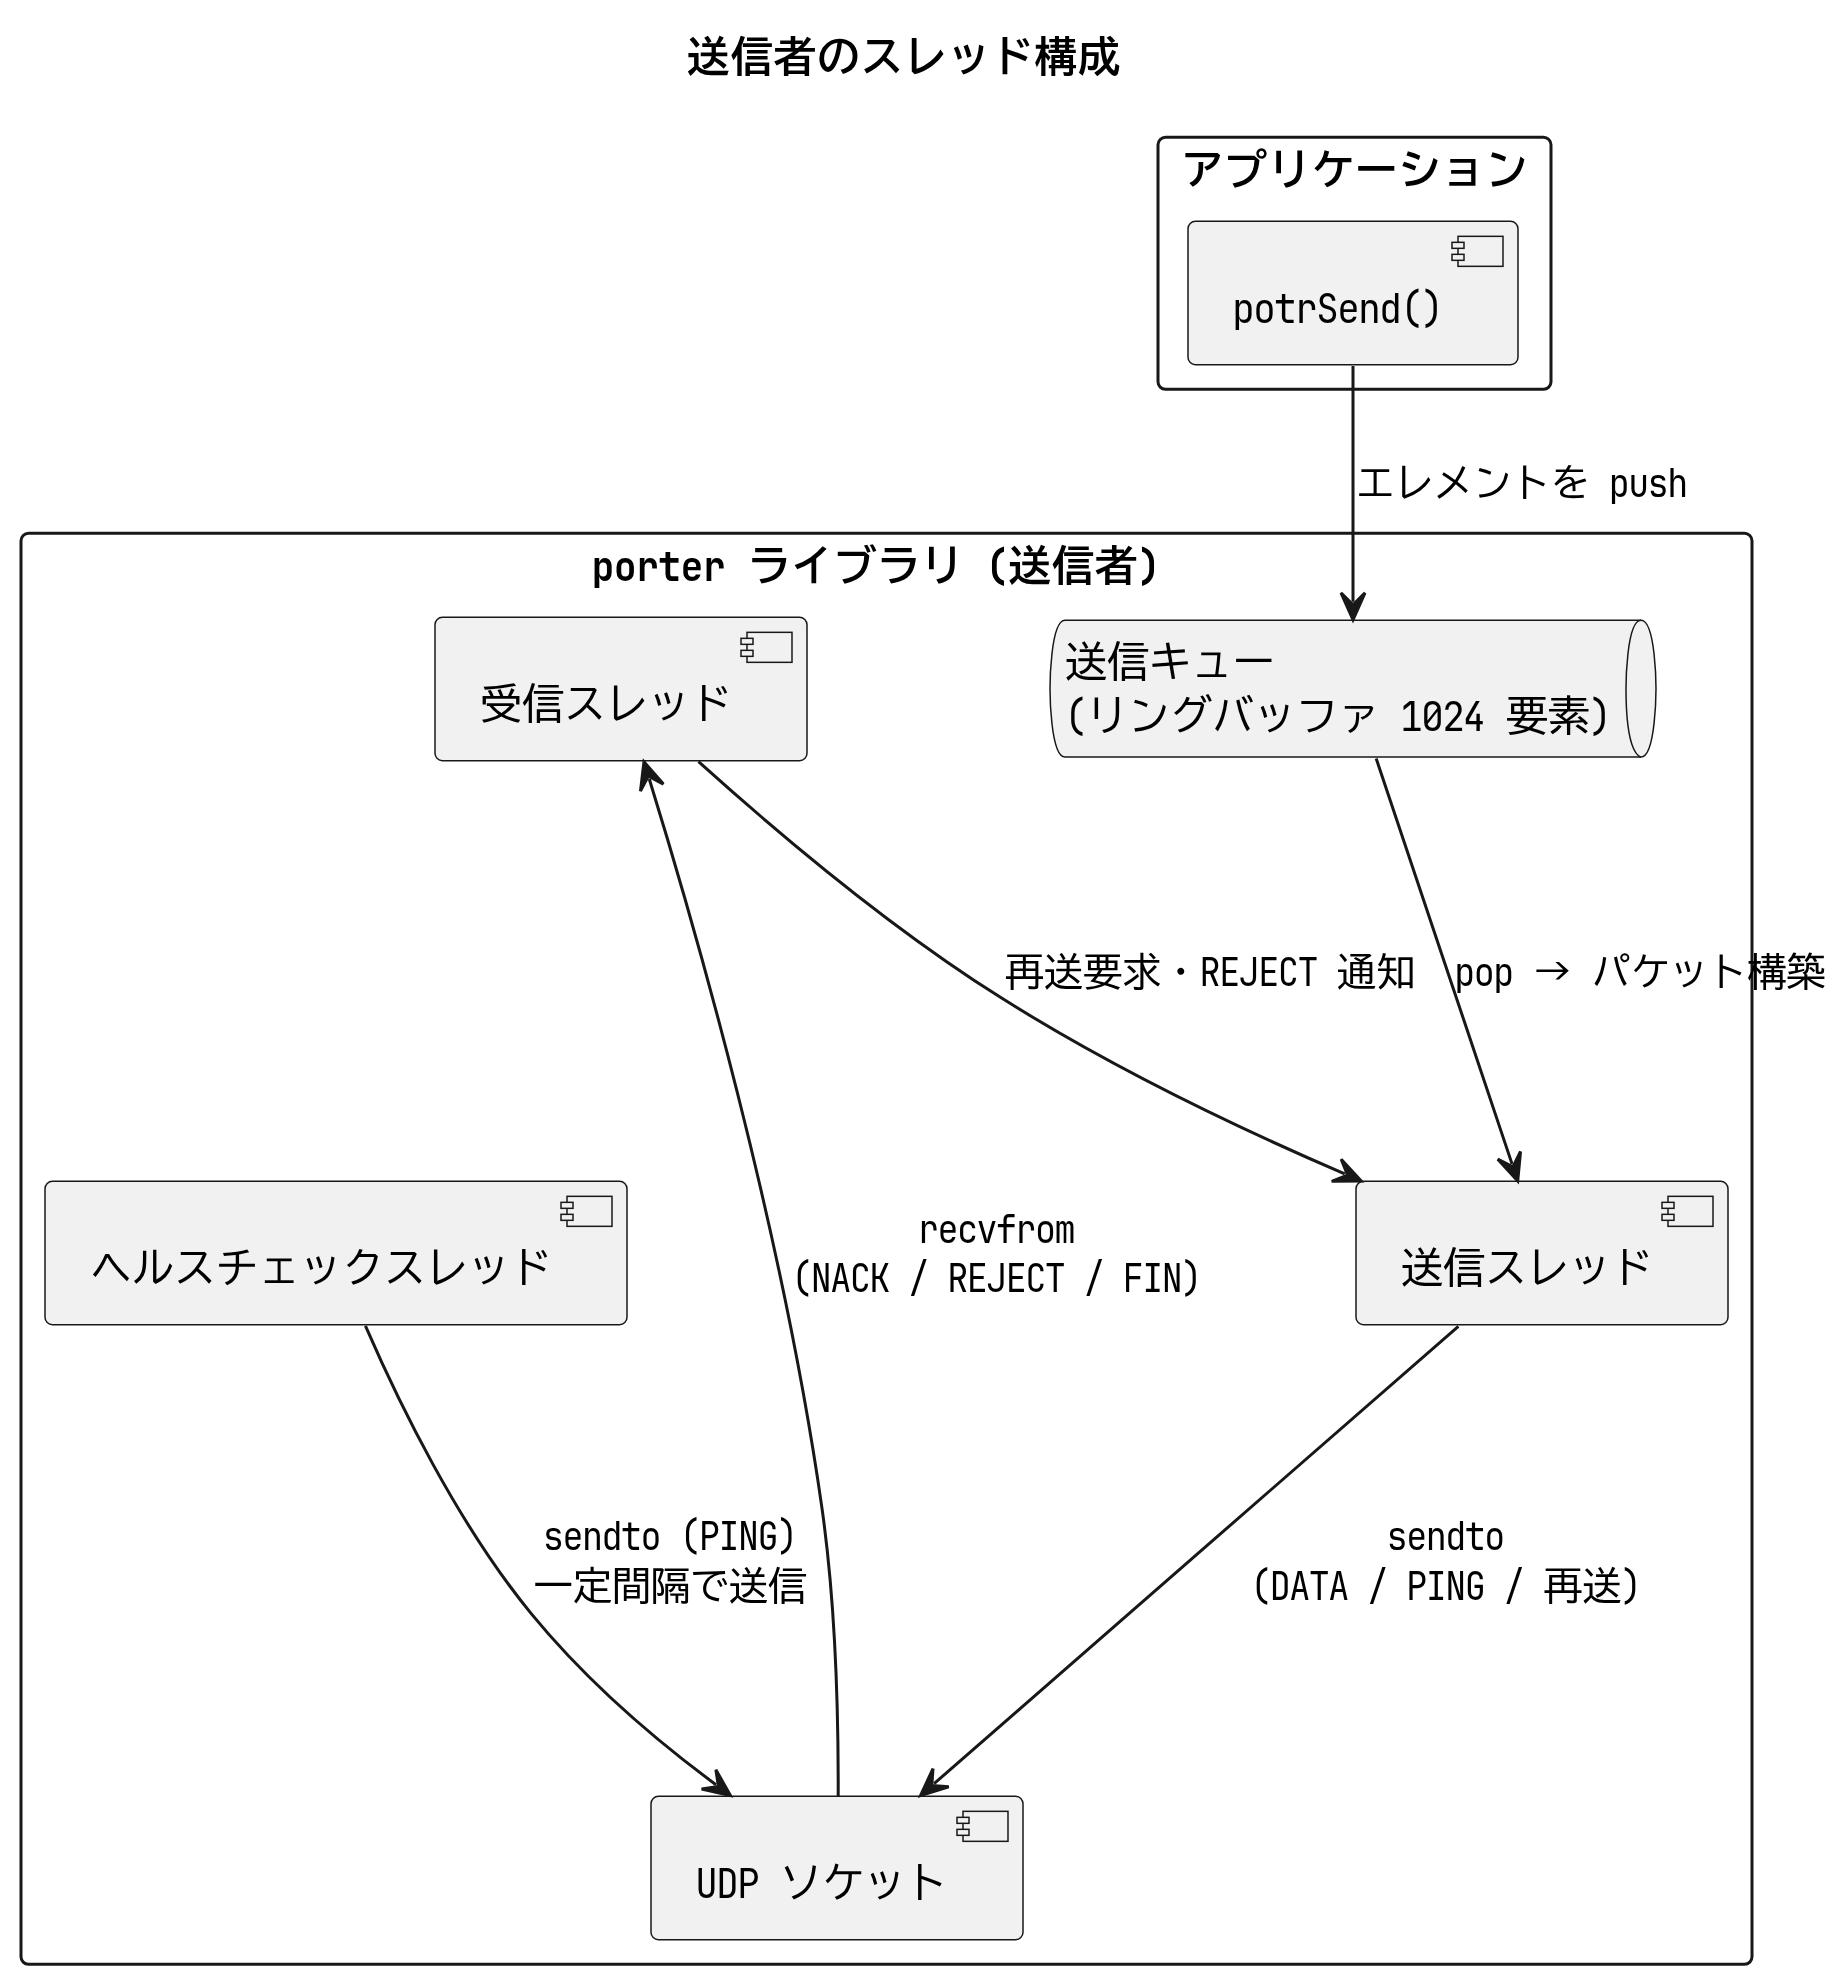 送信者のスレッド構成
アプリケーション
potrSend()
エレメントを push
porter ライブラリ (送信者)
受信スレッド
送信キュー
(リングバッファ 1024 要素)
再送要求・REJECT 通知
pop → パケット構築
ヘルスチェックスレッド
recvfrom
(NACK / REJECT / FIN)
送信スレッド
sendto (PING)
一定間隔で送信
sendto
(DATA / PING / 再送)
UDP ソケット